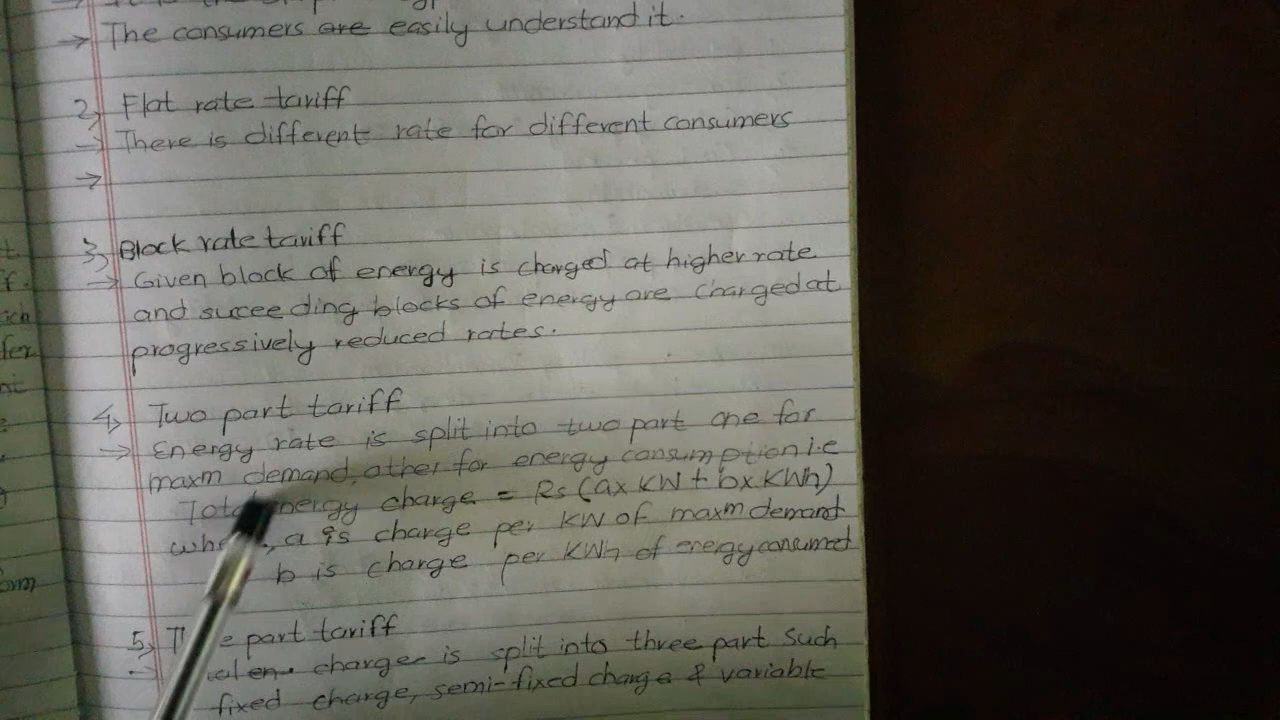 → The consumers are easily understand it.
2) Flat rate tariff
→ There is different rate for different consumers
→
3) Block rate tariff
→ Given block of energy is charged at higher rate
and succeeding blocks of energy are charged at
progressively reduced rates.
4) Two part tariff
→ Energy rate is split into two part one for
maxm demand, other for energy consumption i.e
Total energy charge = Rs (a x KW + b x KWh)
where, a is charge per KW of maxm demand
b is charge per KWh of energy consumed
5) part tariff
charge is split into three part such
fixed charge, semi-fixed charge & variable